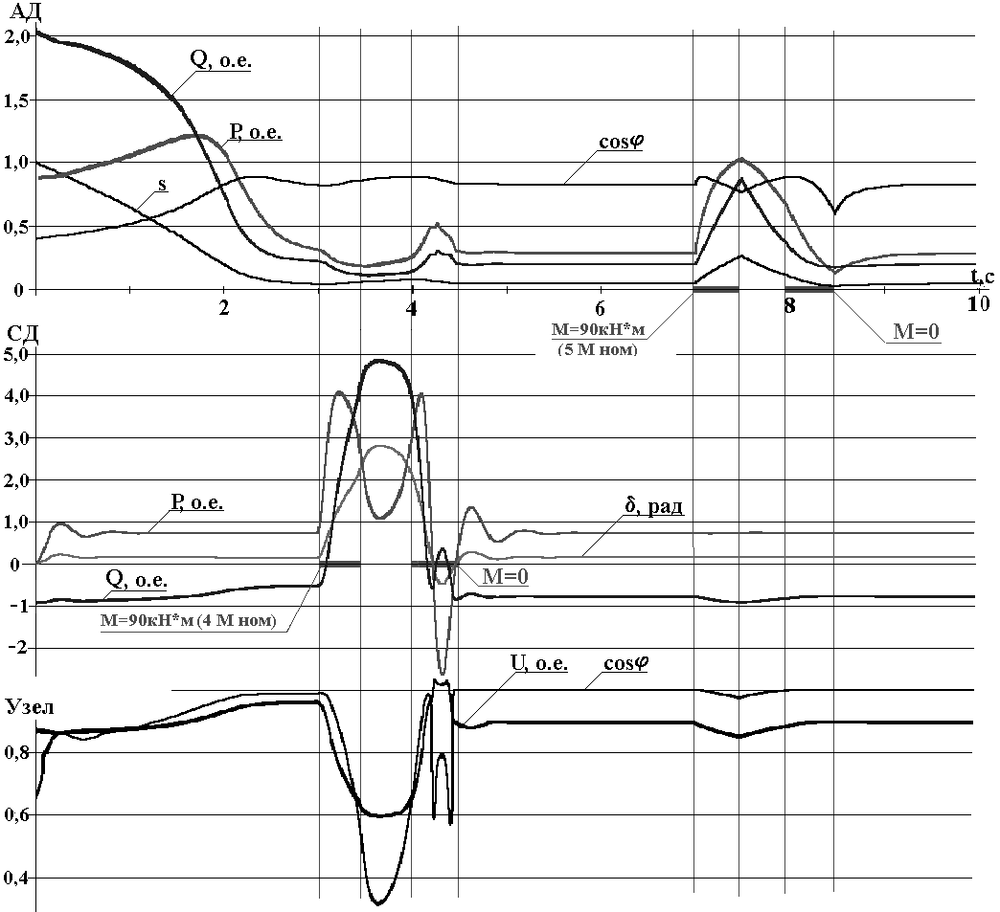 АД
2,0
Q, о.е.
1,5
P, о.е.
cosφ
1,0
s
0,5
0
t,c
2
4
6
8
10
М=90кН*м
(5 М ном)
М=0
СД
5,0
4,0
3,0
2,0
P, о.е.
δ, рад
1,0
0
Q, о.е.
М=0
-1
М=90кН*м (4 М ном)
-2
U, о.е.
cosφ
Узел
0,8
0,6
0,4